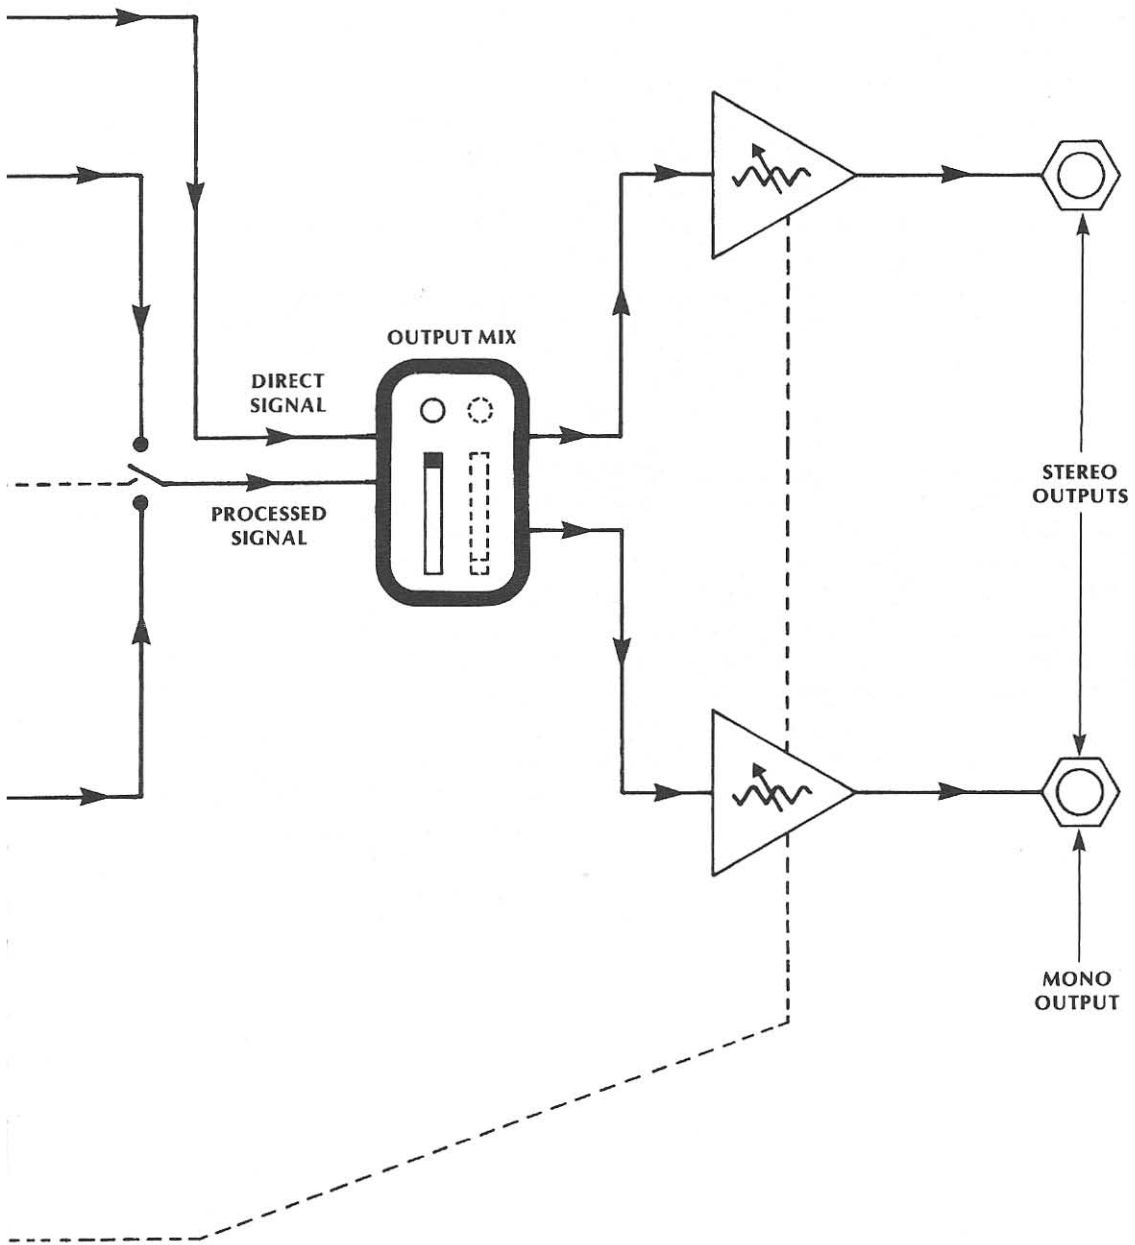 OUTPUT MIX
DIRECT
SIGNAL
PROCESSED
SIGNAL
STEREO
OUTPUTS
MONO
OUTPUT